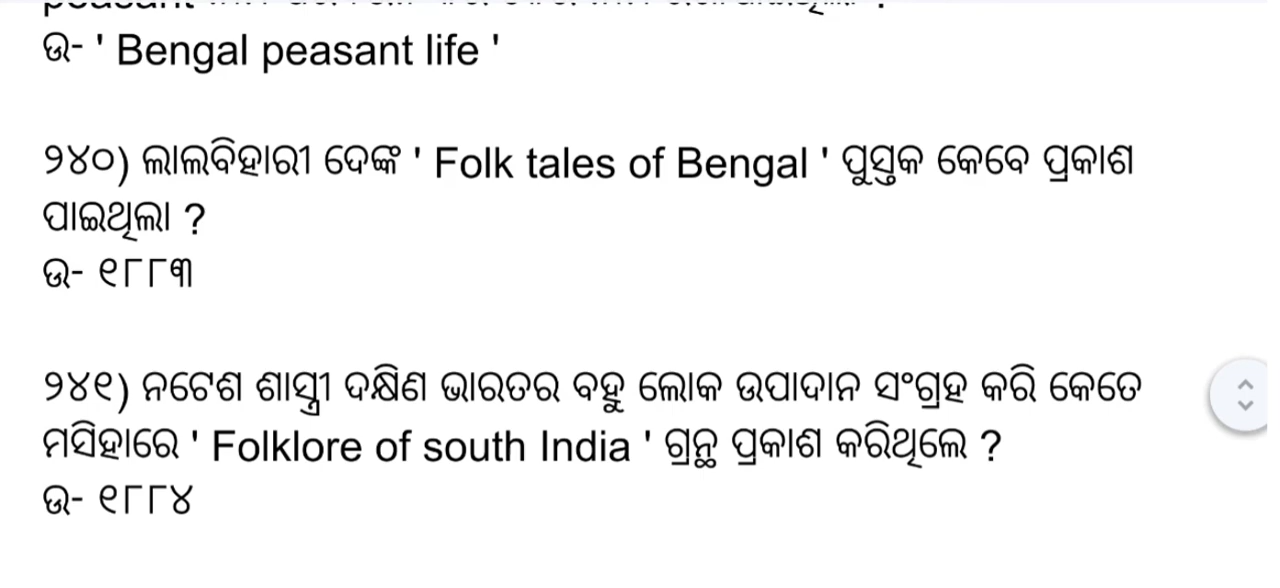 ଉ- ' Bengal peasant life '
୨୪୦) ଲାଲବିହାରୀ ଦେଙ୍କ ' Folk tales of Bengal ' ପୁସ୍ତକ କେବେ ପ୍ରକାଶ
ପାଇଥିଲା ?
ଉ- ୧୮୮୩
୨୪୧) ନଟେଶ ଶାସ୍ତ୍ରୀ ଦକ୍ଷିଣ ଭାରତର ବହୁ ଲୋକ ଉପାଦାନ ସଂଗ୍ରହ କରି କେତେ
ମସିହାରେ ' Folklore of south India ' ଗ୍ରନ୍ଥ ପ୍ରକାଶ କରିଥିଲେ ?
ଉ- ୧୮୮୪